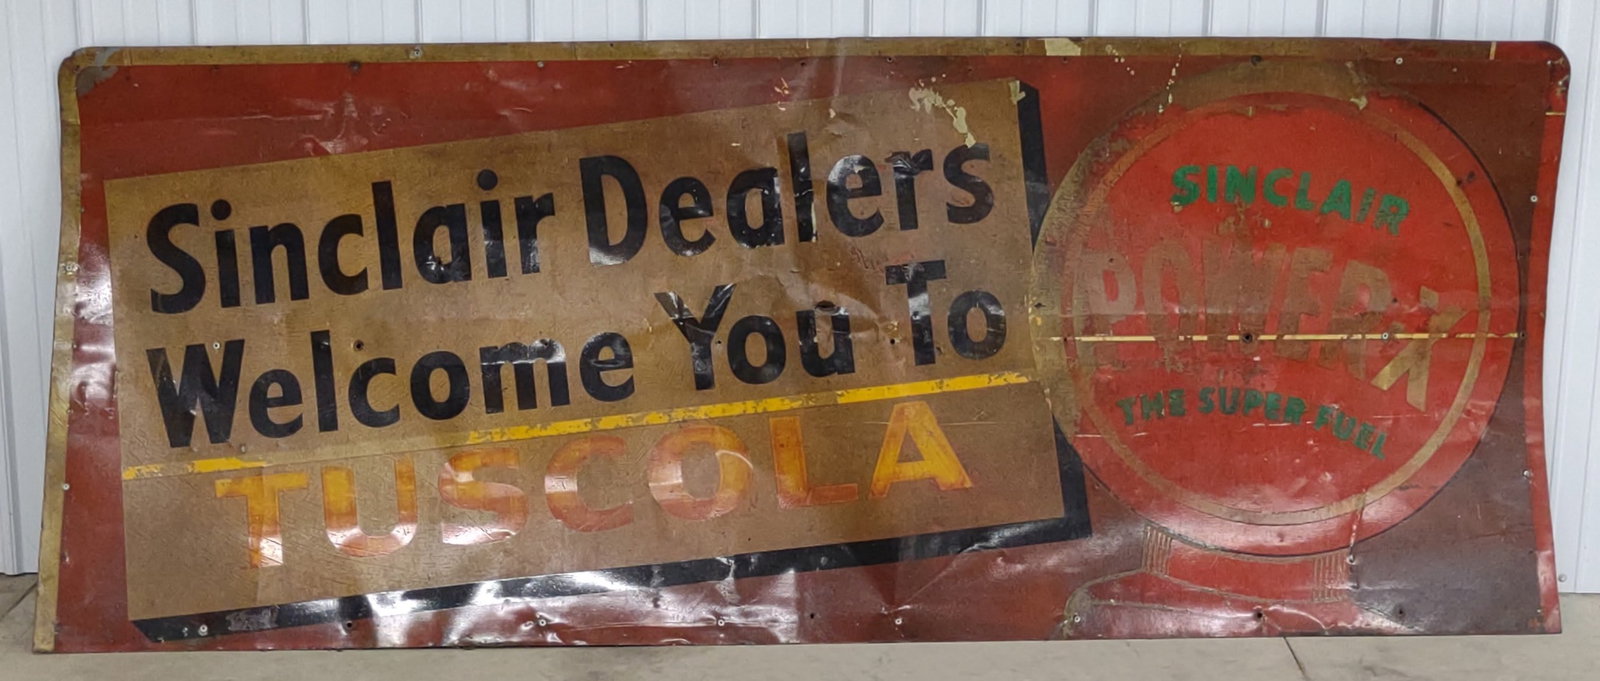 Sinclair Dealers
Welcome You To
TUSCOLA
SINCLAIR
POWER-X
THE SUPER FUEL